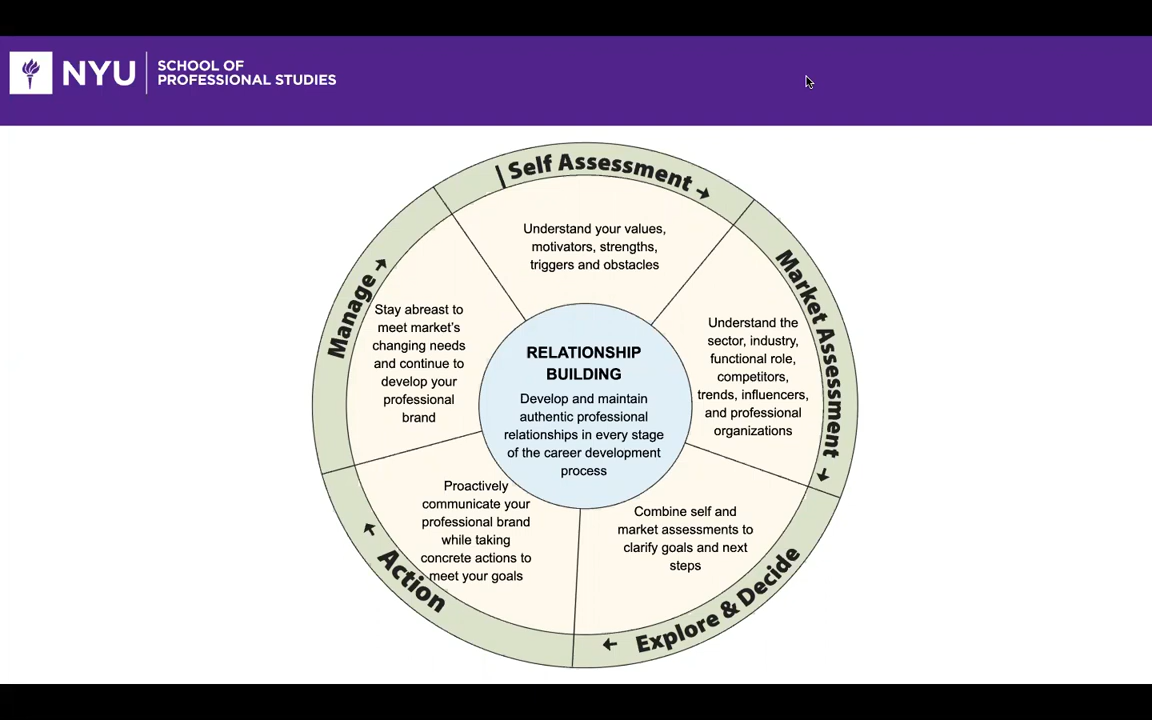 NYU
SCHOOL OF
PROFESSIONAL STUDIES
Self Assessment
Understand your values,
motivators, strengths,
triggers and obstacles
Market Assessment
Understand the
sector, industry,
functional role,
competitors,
trends, influencers,
and professional
organizations
Explore & Decide
Combine self and
market assessments to
clarify goals and next
steps
Action
Proactively
communicate your
professional brand
while taking
concrete actions to
meet your goals
Manage
Stay abreast to
meet market's
changing needs
and continue to
develop your
professional
brand
RELATIONSHIP
BUILDING
Develop and maintain
authentic professional
relationships in every stage
of the career development
process